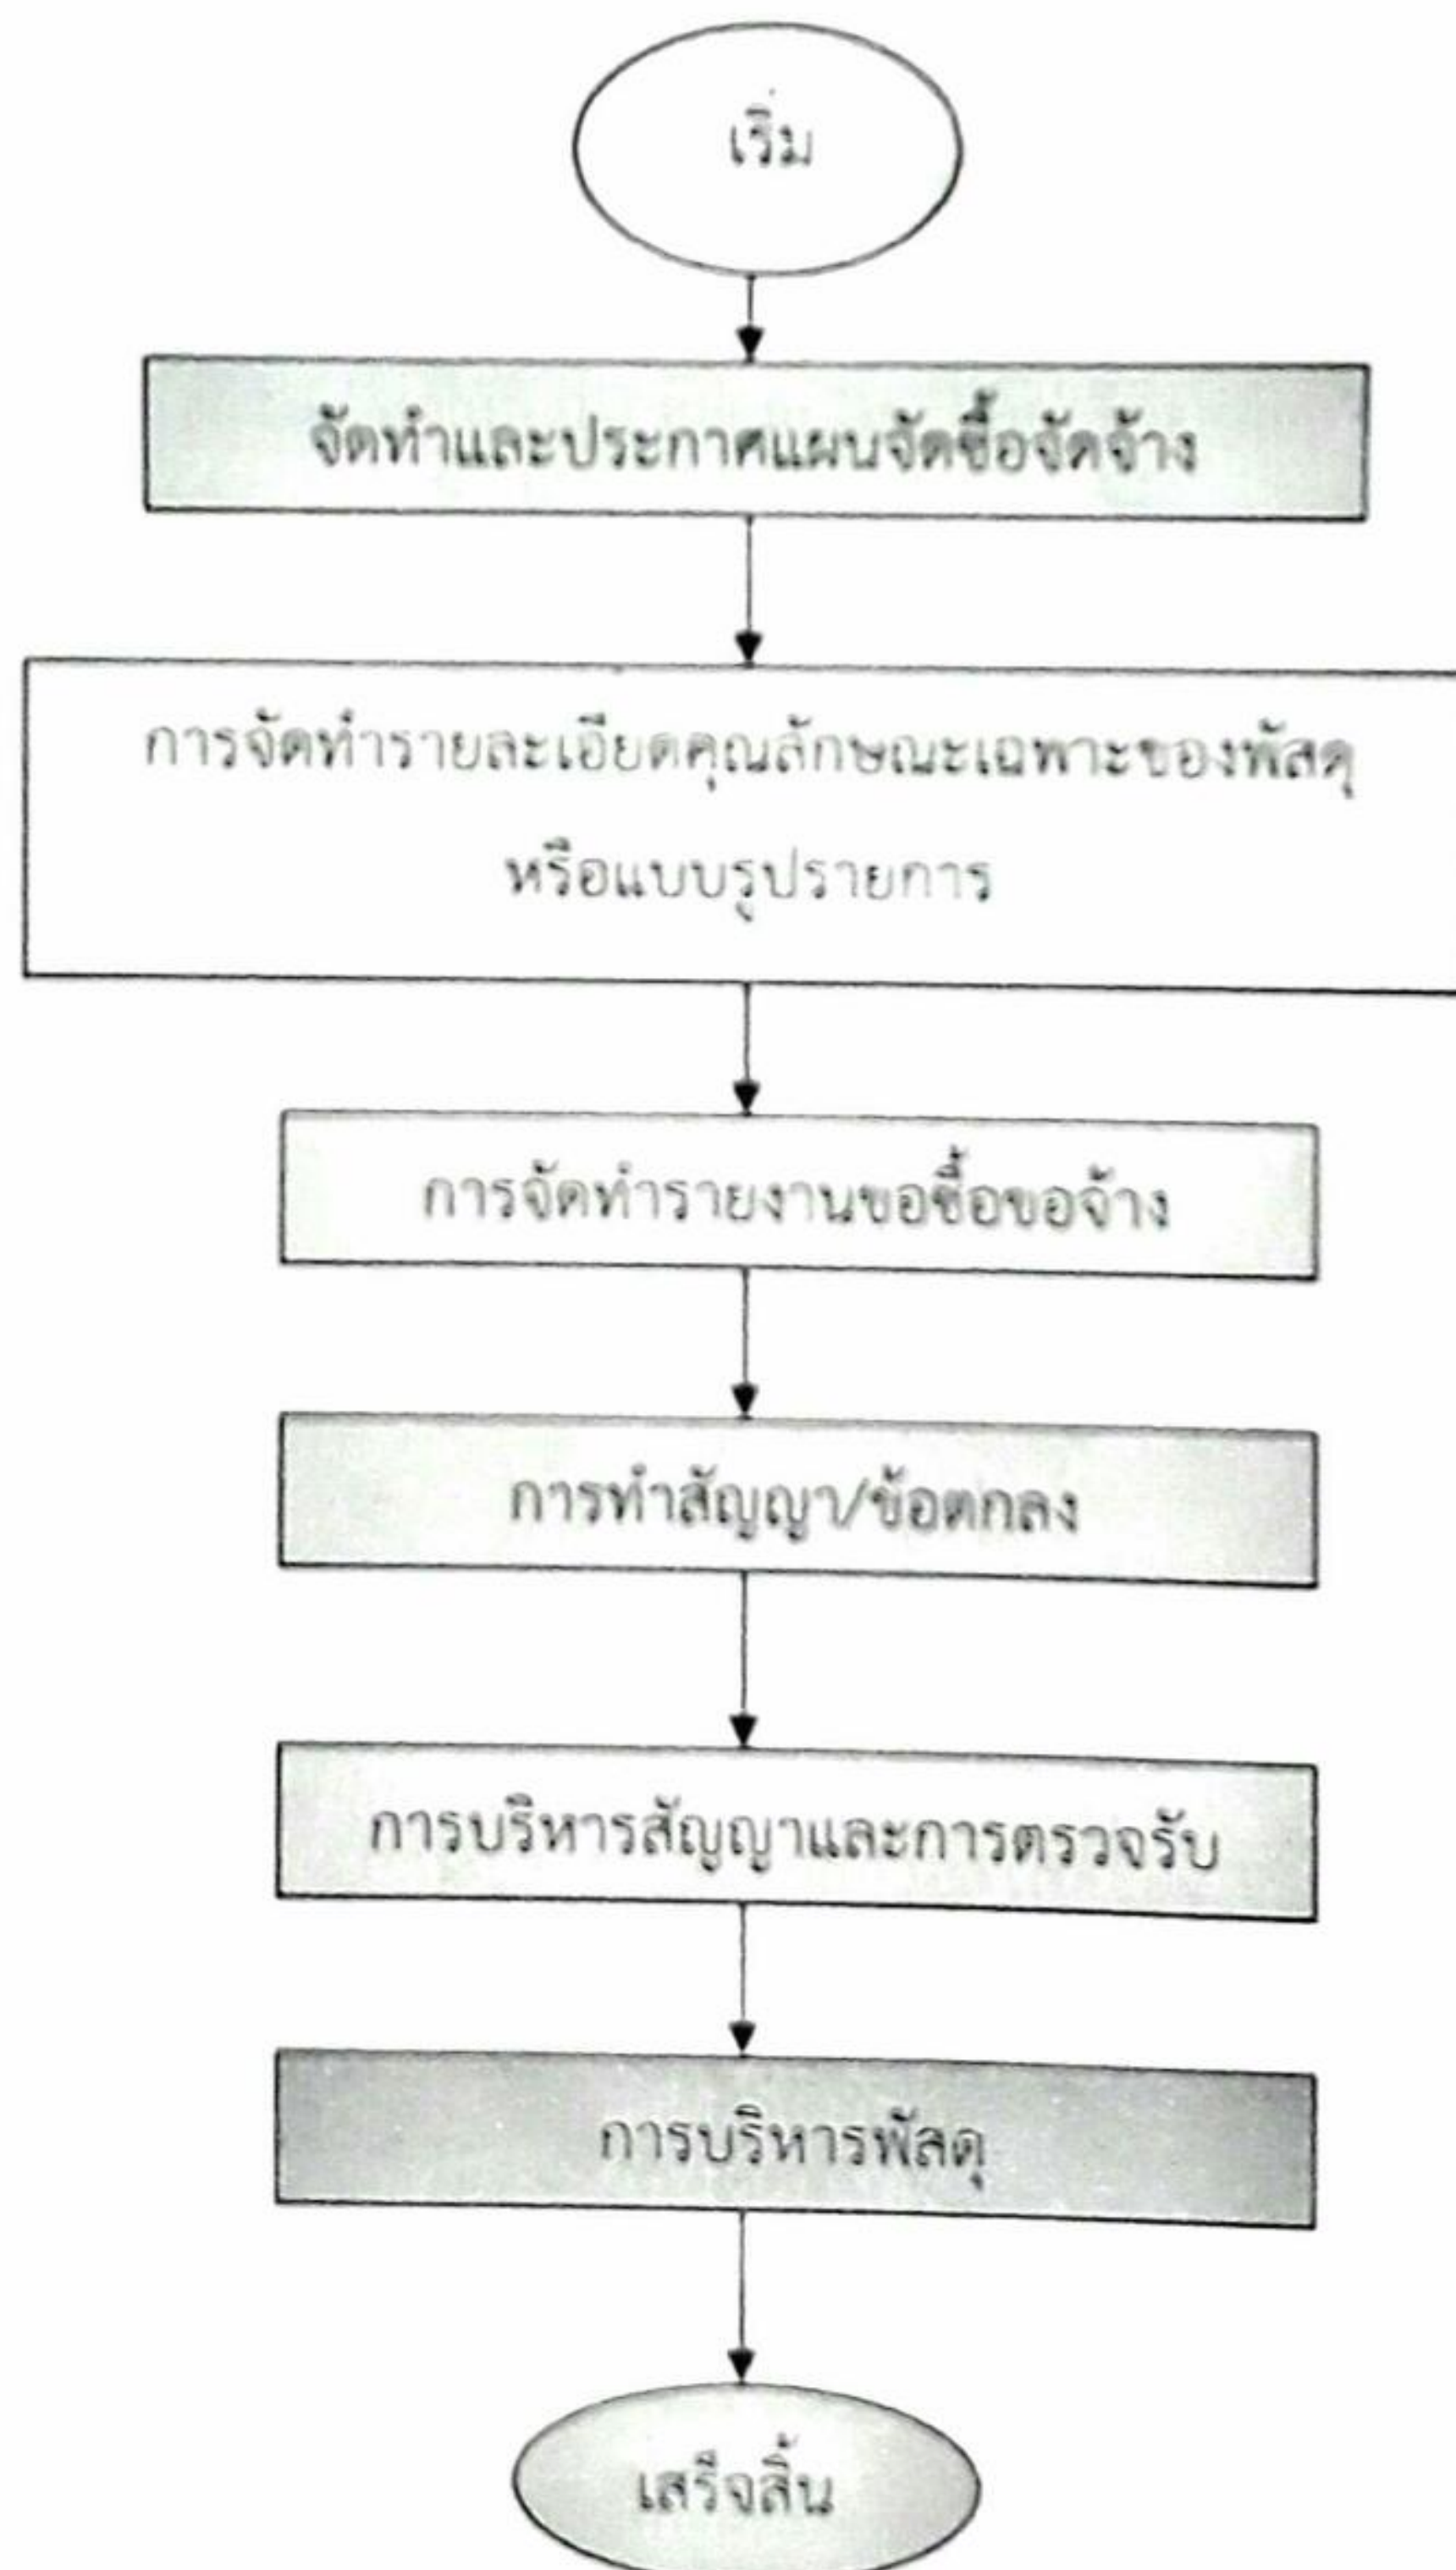 เริ่ม
จัดทำและประกาศแผนจัดซื้อจัดจ้าง
การจัดทำรายละเอียดคุณลักษณะเฉพาะของพัสดุ
หรือแบบรูปรายการ
การจัดทำรายงานขอซื้อขอจ้าง
การทำสัญญา/ข้อตกลง
การบริหารสัญญาและการตรวจรับ
การบริหารพัสดุ
เสร็จสิ้น